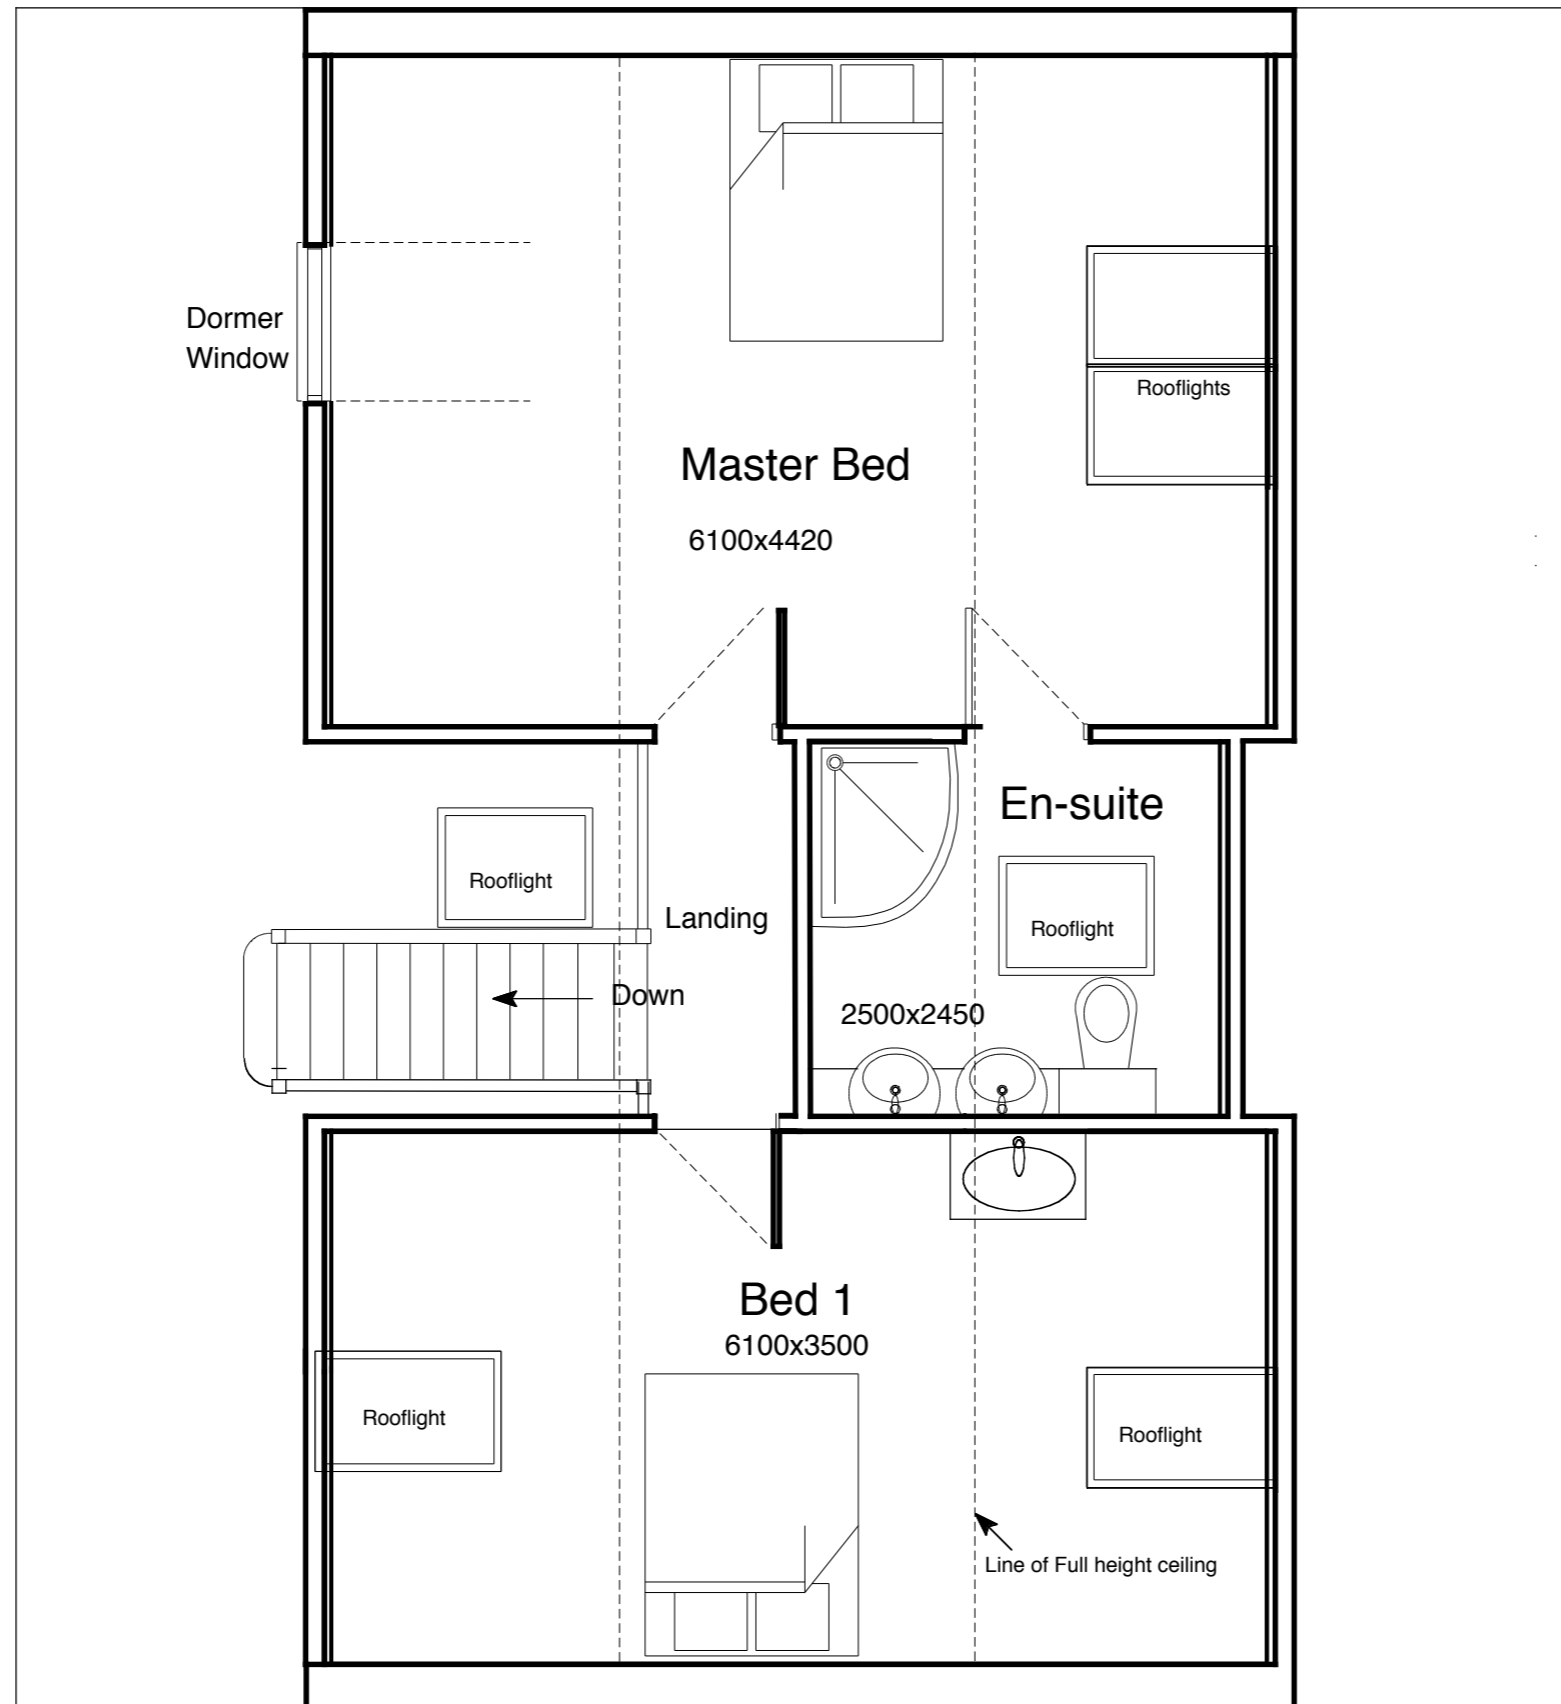 Dormer
Window
Rooflights
Master Bed
6100x4420
En-suite
Rooflight
Landing
Rooflight
Down
2500x2450
Bed 1
6100x3500
Rooflight
Rooflight
Line of Full height ceiling